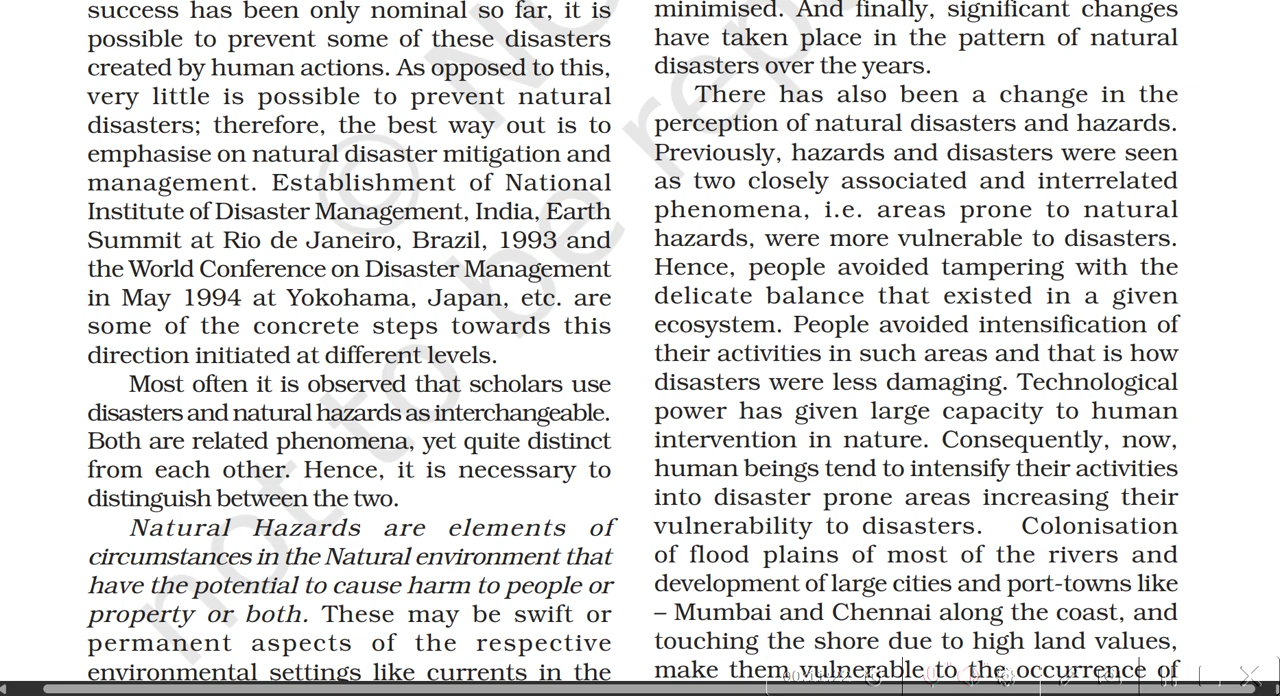 success has been only nominal so far, it is
possible to prevent some of these disasters
created by human actions. As opposed to this,
very little is possible to prevent natural
disasters; therefore, the best way out is to
emphasise on natural disaster mitigation and
management. Establishment of National
Institute of Disaster Management, India, Earth
Summit at Rio de Janeiro, Brazil, 1993 and
the World Conference on Disaster Management
in May 1994 at Yokohama, Japan, etc. are
some of the concrete steps towards this
direction initiated at different levels.
Most often it is observed that scholars use
disasters and natural hazards as interchangeable.
Both are related phenomena, yet quite distinct
from each other. Hence, it is necessary to
distinguish between the two.
Natural Hazards are elements of
circumstances in the Natural environment that
have the potential to cause harm to people or
property or both. These may be swift or
permanent aspects of the respective
environmental settings like currents in the
minimised. And finally, significant changes
have taken place in the pattern of natural
disasters over the years.
There has also been a change in the
perception of natural disasters and hazards.
Previously, hazards and disasters were seen
as two closely associated and interrelated
phenomena, i.e. areas prone to natural
hazards, were more vulnerable to disasters.
Hence, people avoided tampering with the
delicate balance that existed in a given
ecosystem. People avoided intensification of
their activities in such areas and that is how
disasters were less damaging. Technological
power has given large capacity to human
intervention in nature. Consequently, now,
human beings tend to intensify their activities
into disaster prone areas increasing their
vulnerability to disasters. Colonisation
of flood plains of most of the rivers and
development of large cities and port-towns like
– Mumbai and Chennai along the coast, and
touching the shore due to high land values,
make them vulnerable to the occurrence of
© NC
not to be rep